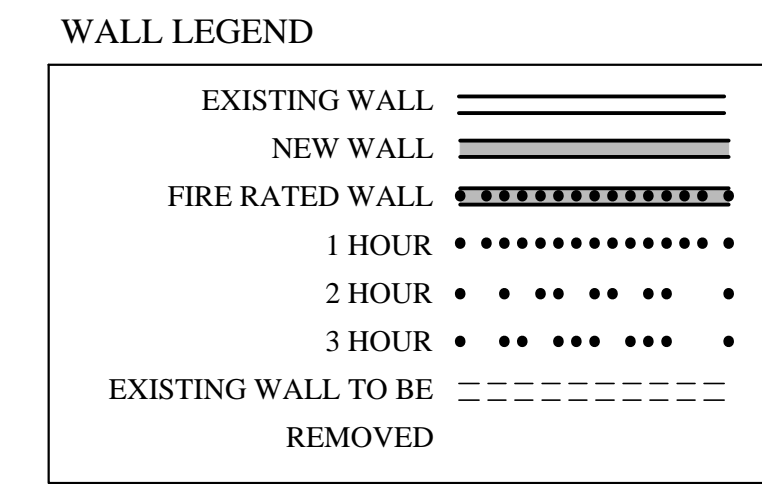 WALL LEGEND
EXISTING WALL
NEW WALL
FIRE RATED WALL
1 HOUR
2 HOUR
3 HOUR
EXISTING WALL TO BE
REMOVED